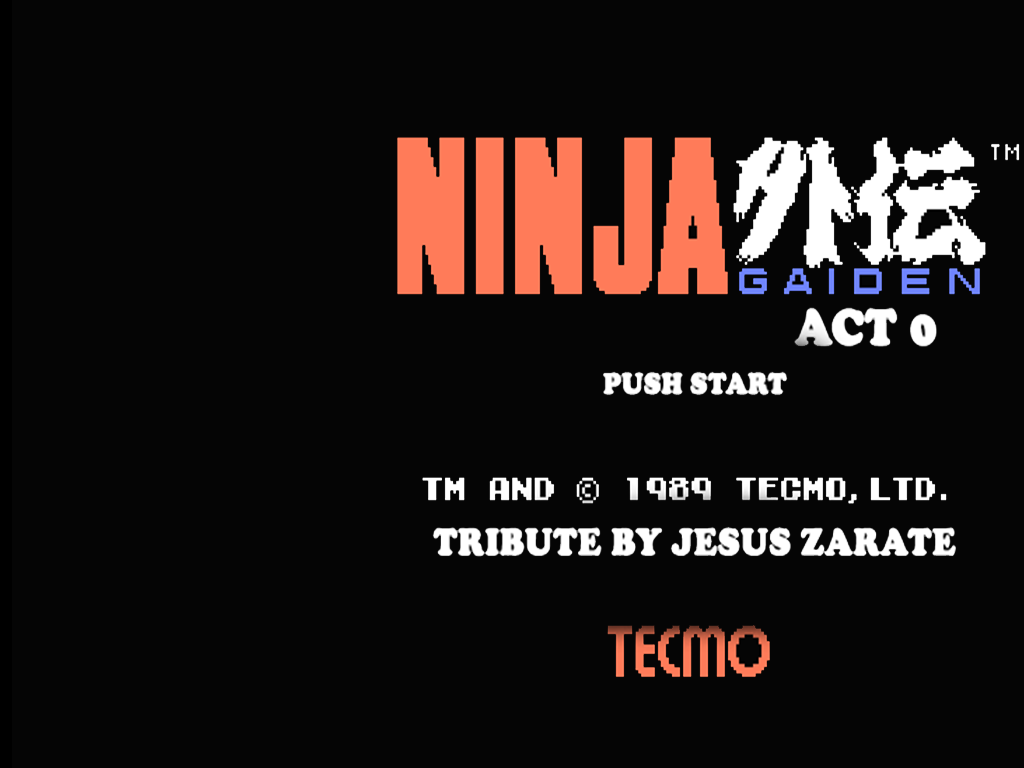 NINJA外伝™
GAIDEN
ACT 0
PUSH START
TM AND © 1989 TECMO, LTD.
TRIBUTE BY JESUS ZARATE
TECMO